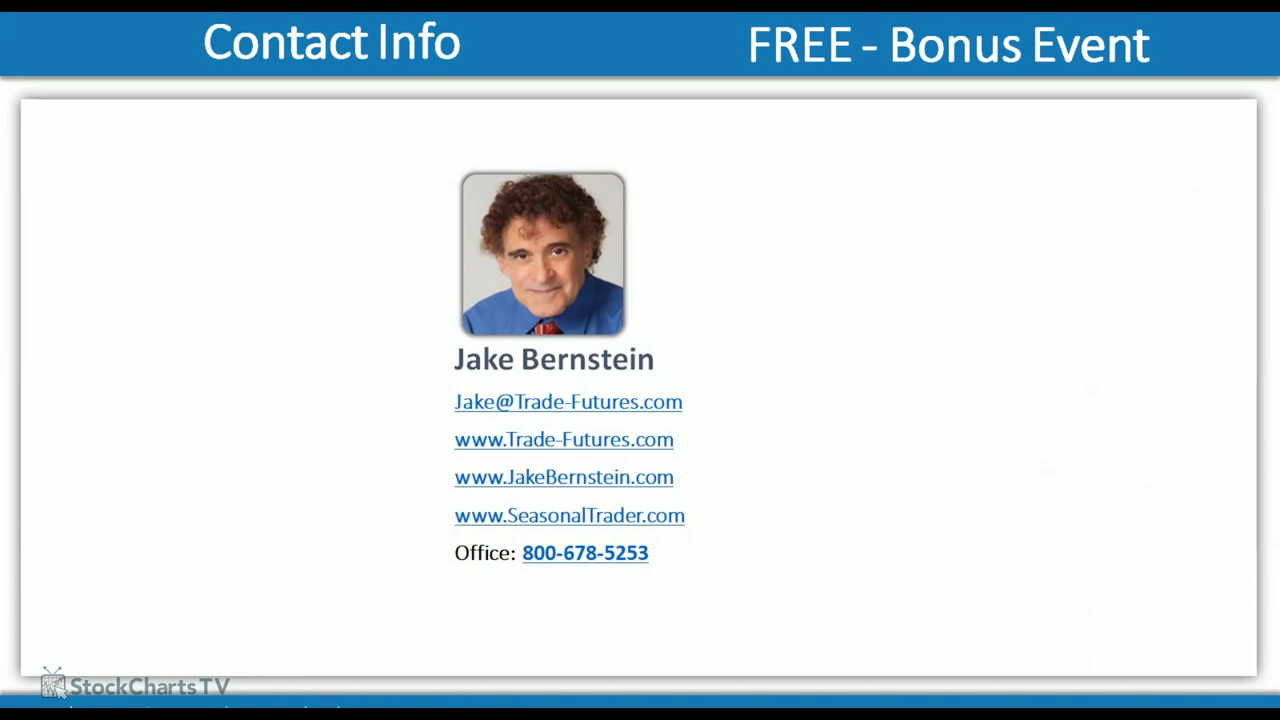 Contact Info
FREE - Bonus Event
Jake Bernstein
Jake@Trade-Futures.com
www.Trade-Futures.com
www.JakeBernstein.com
www.SeasonalTrader.com
Office: 800-678-5253
StockChartsTV